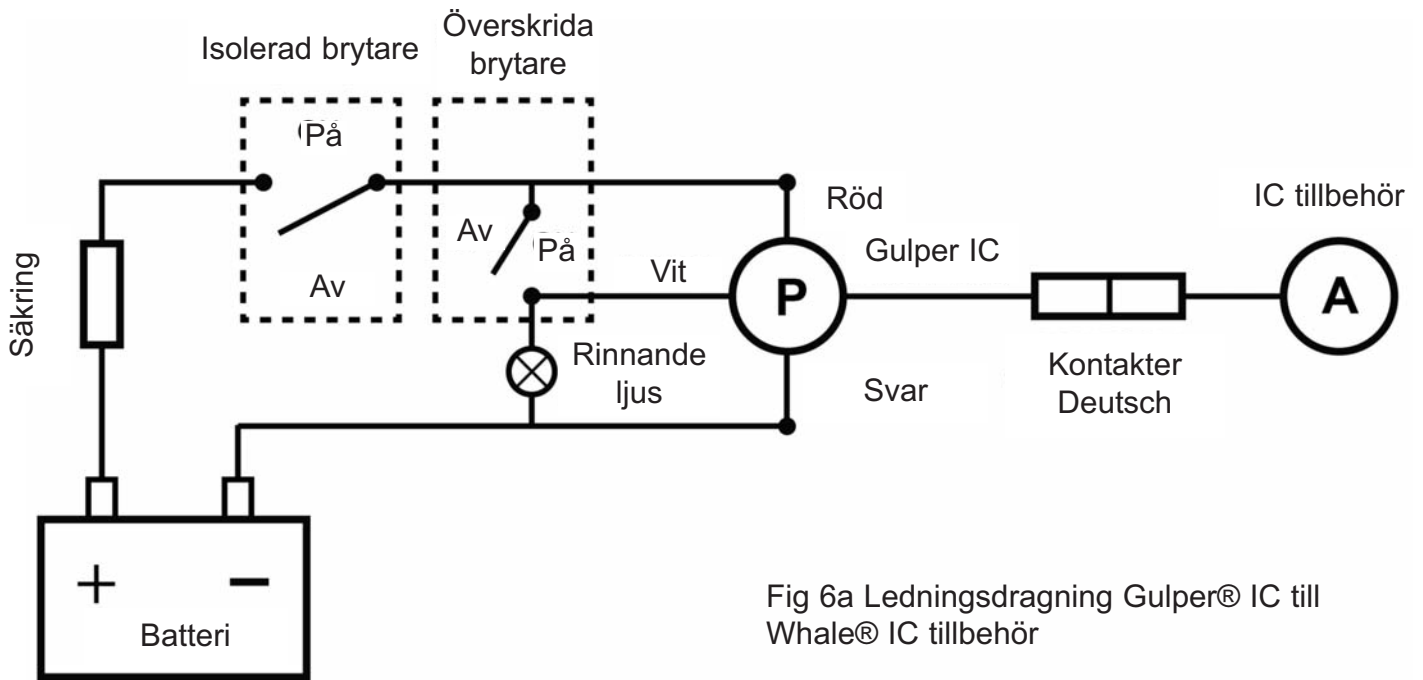 Isolerad brytare
Överskrida
brytare
På
Av
Av
På
Säkring
Röd
Vit
Gulper IC
P
IC tillbehör
A
Rinnande
ljus
Svar
Kontakter
Deutsch
+ −
Batteri
Fig 6a Ledningsdragning Gulper® IC till
Whale® IC tillbehör